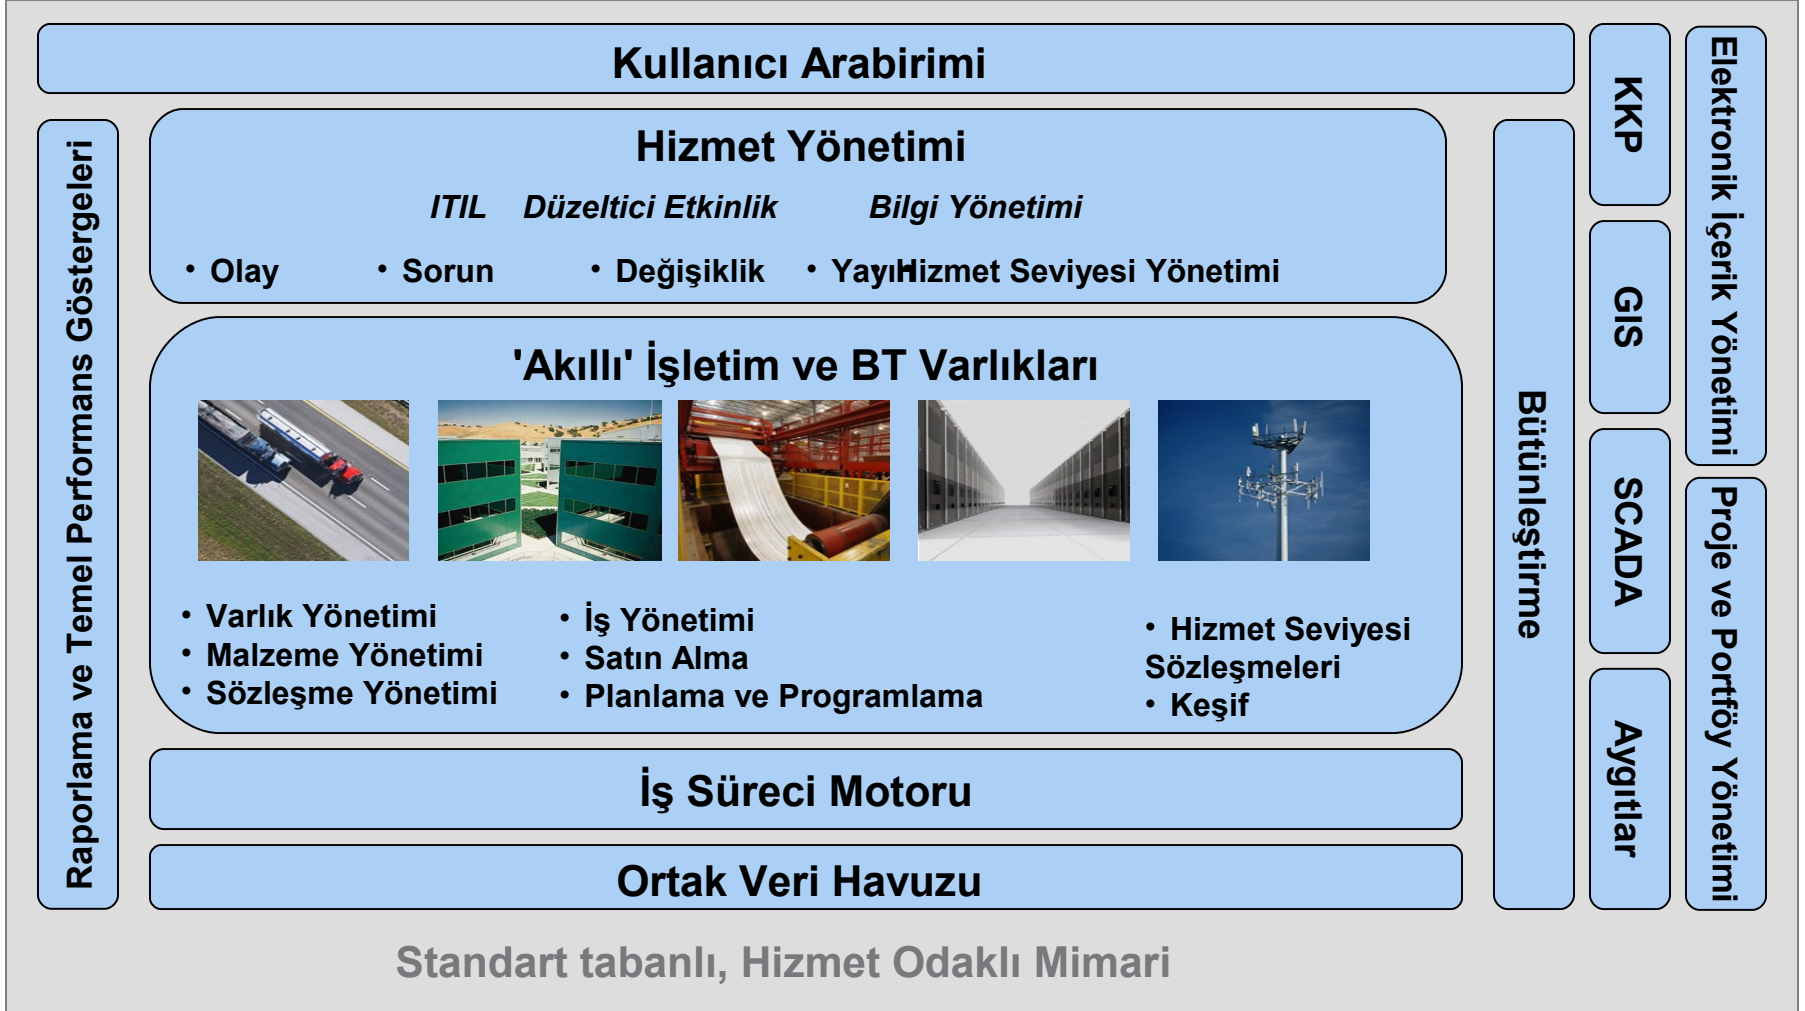 Kullanıcı Arabirimi
Raporlama ve Temel Performans Göstergeleri
Hizmet Yönetimi
ITIL Düzeltici Etkinlik Bilgi Yönetimi
• Olay • Sorun • Değişiklik • Yayın • Hizmet Seviyesi Yönetimi
'Akıllı' İşletim ve BT Varlıkları
• Varlık Yönetimi
• Malzeme Yönetimi
• Sözleşme Yönetimi
• İş Yönetimi
• Satın Alma
• Planlama ve Programlama
• Hizmet Seviyesi
Sözleşmeleri
• Keşif
İş Süreci Motoru
Ortak Veri Havuzu
Bütünleştirme
KKP
GIS
SCADA
Aygıtlar
Elektronik İçerik Yönetimi
Proje ve Portföy Yönetimi
Standart tabanlı, Hizmet Odaklı Mimari